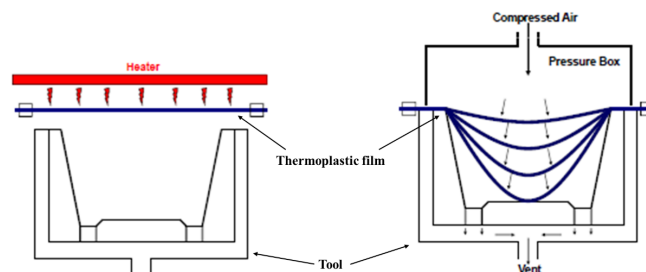 Compressed Air
Heater
Pressure Box
Thermoplastic film
Tool
Vent